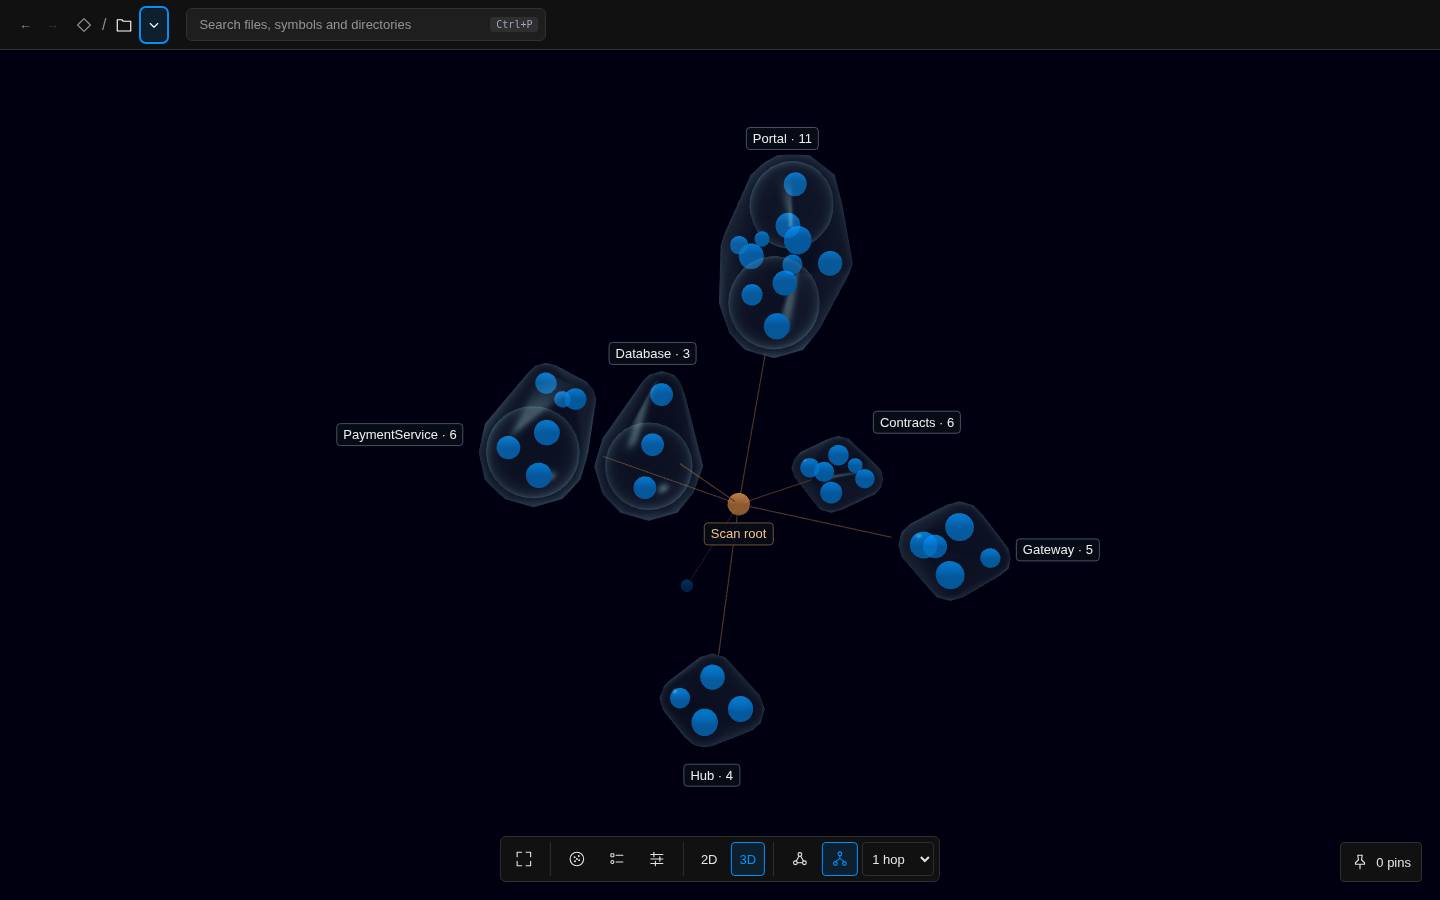 /
Search files, symbols and directories
Ctrl+P
Portal · 11
Database · 3
Contracts · 6
PaymentService · 6
Scan root
Gateway · 5
Hub · 4
2D
3D
1 hop
0 pins